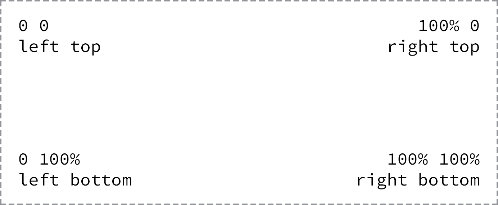 0 0
left top
100% 0
right top
0 100%
left bottom
100% 100%
right bottom